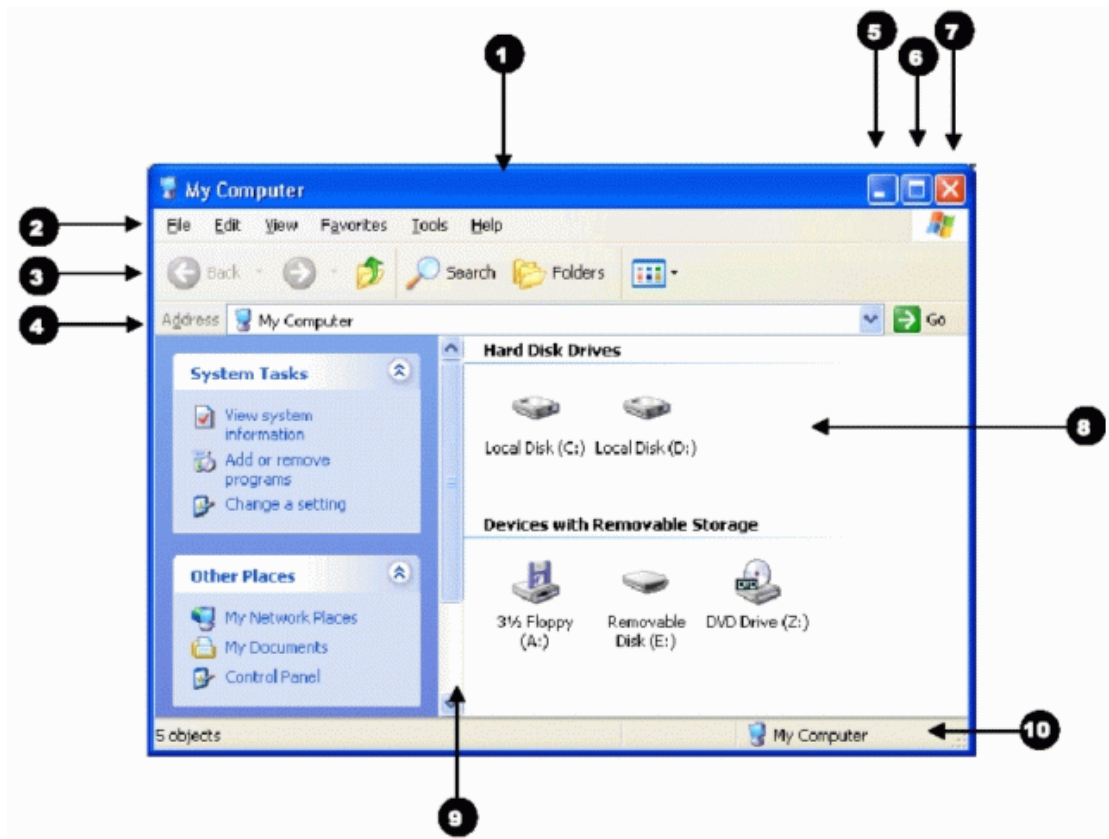 1
5
6
7
My Computer
2
File Edit View Favorites Tools Help
3
Back Search Folders
4
Address My Computer Go
System Tasks
View system
information
Add or remove
programs
Change a setting
Other Places
My Network Places
My Documents
Control Panel
Hard Disk Drives
Local Disk (C:) Local Disk (D:)
8
Devices with Removable Storage
3½ Floppy
(A:)
Removable
Disk (E:)
DVD
DVD Drive (Z:)
5 objects My Computer
10
9